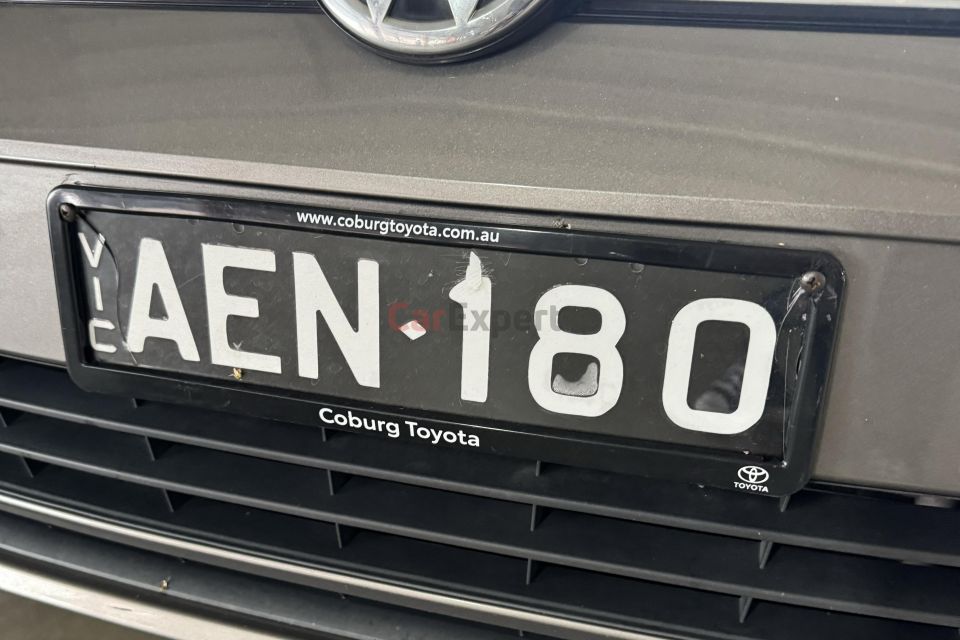 www.coburgtoyota.com.au
VIC
AEN·180
CarExpert
Coburg Toyota
TOYOTA